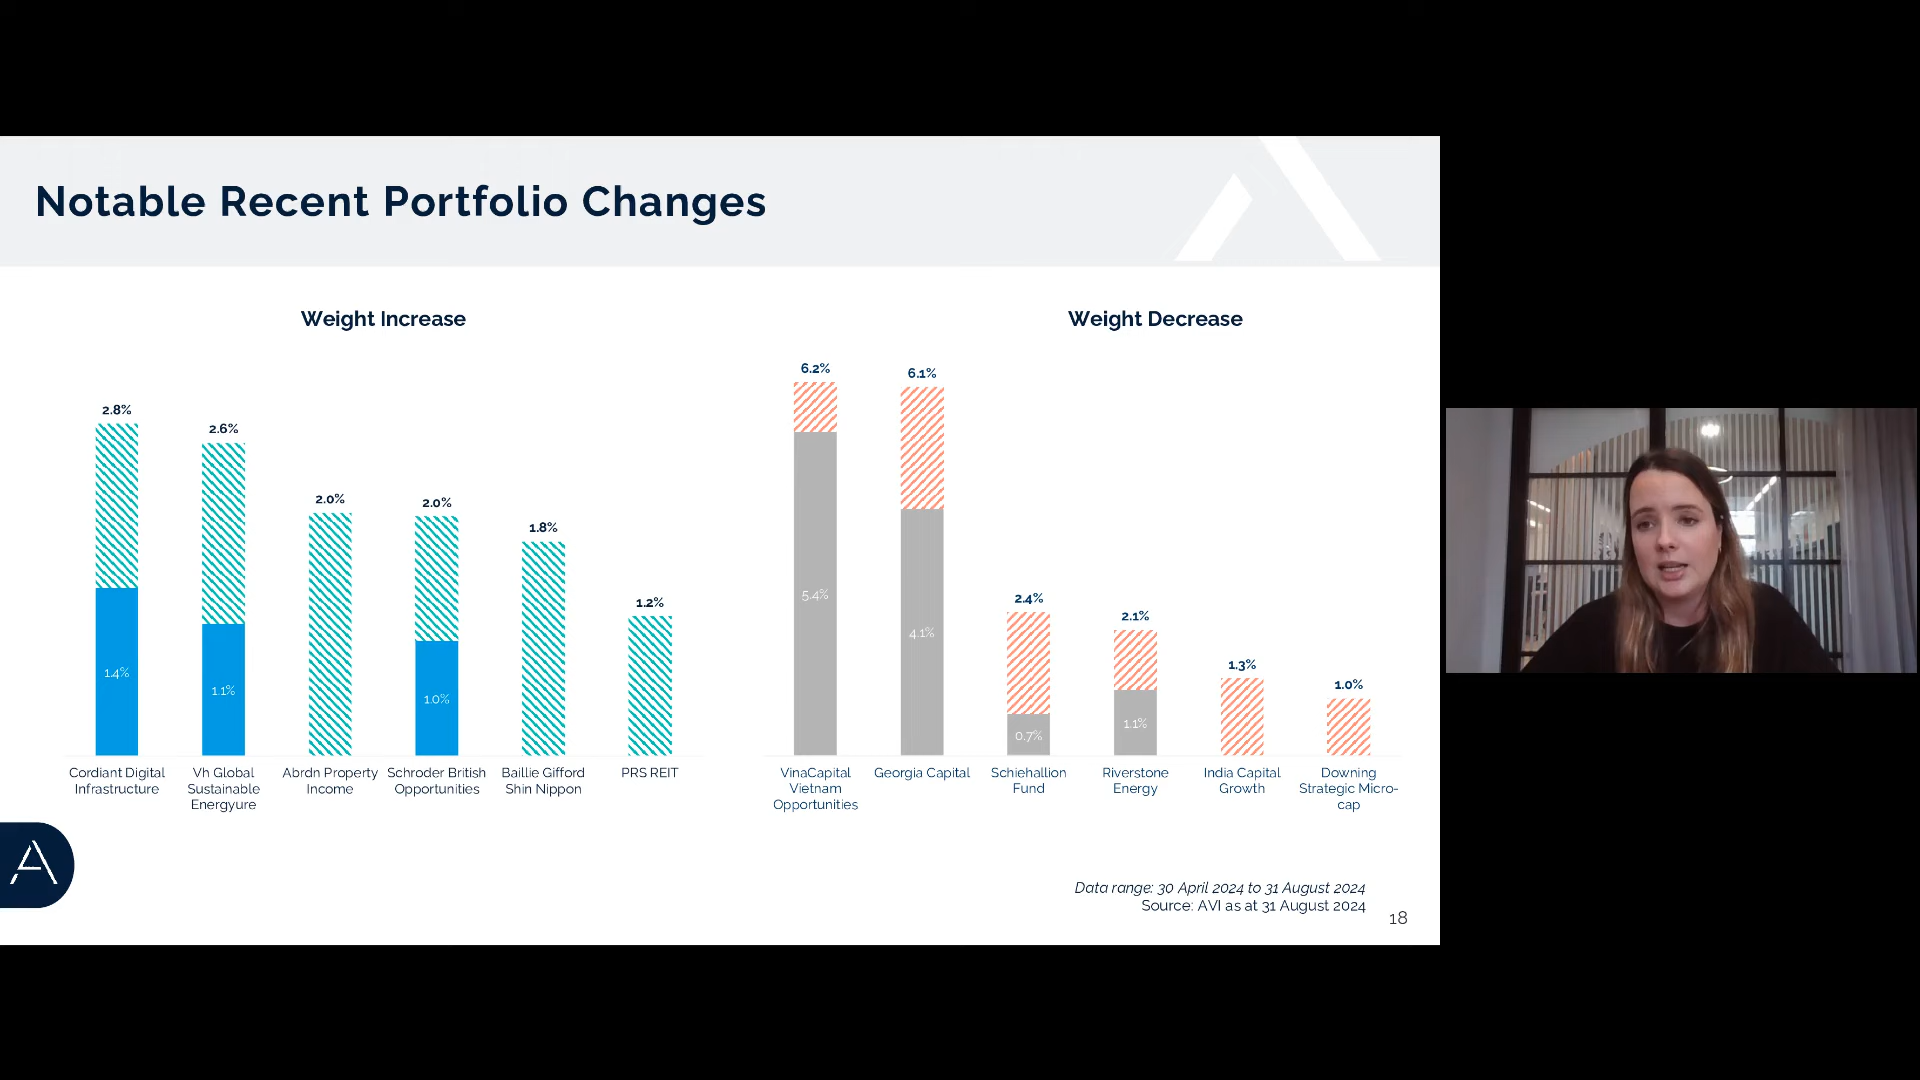 Notable Recent Portfolio Changes
Weight Increase
2.8%
2.6%
2.0%
2.0%
1.8%
1.2%
1.4%
1.1%
1.0%
Cordiant Digital
Infrastructure
Vh Global
Sustainable
Energyure
Abrdn Property
Income
Schroder British
Opportunities
Baillie Gifford
Shin Nippon
PRS REIT
Weight Decrease
6.2%
6.1%
2.4%
2.1%
1.3%
1.0%
5.4%
4.1%
0.7%
1.1%
VinaCapital
Vietnam
Opportunities
Georgia Capital
Schiehallion
Fund
Riverstone
Energy
India Capital
Growth
Downing
Strategic Micro-
cap
Data range: 30 April 2024 to 31 August 2024
Source: AVI as at 31 August 2024
18